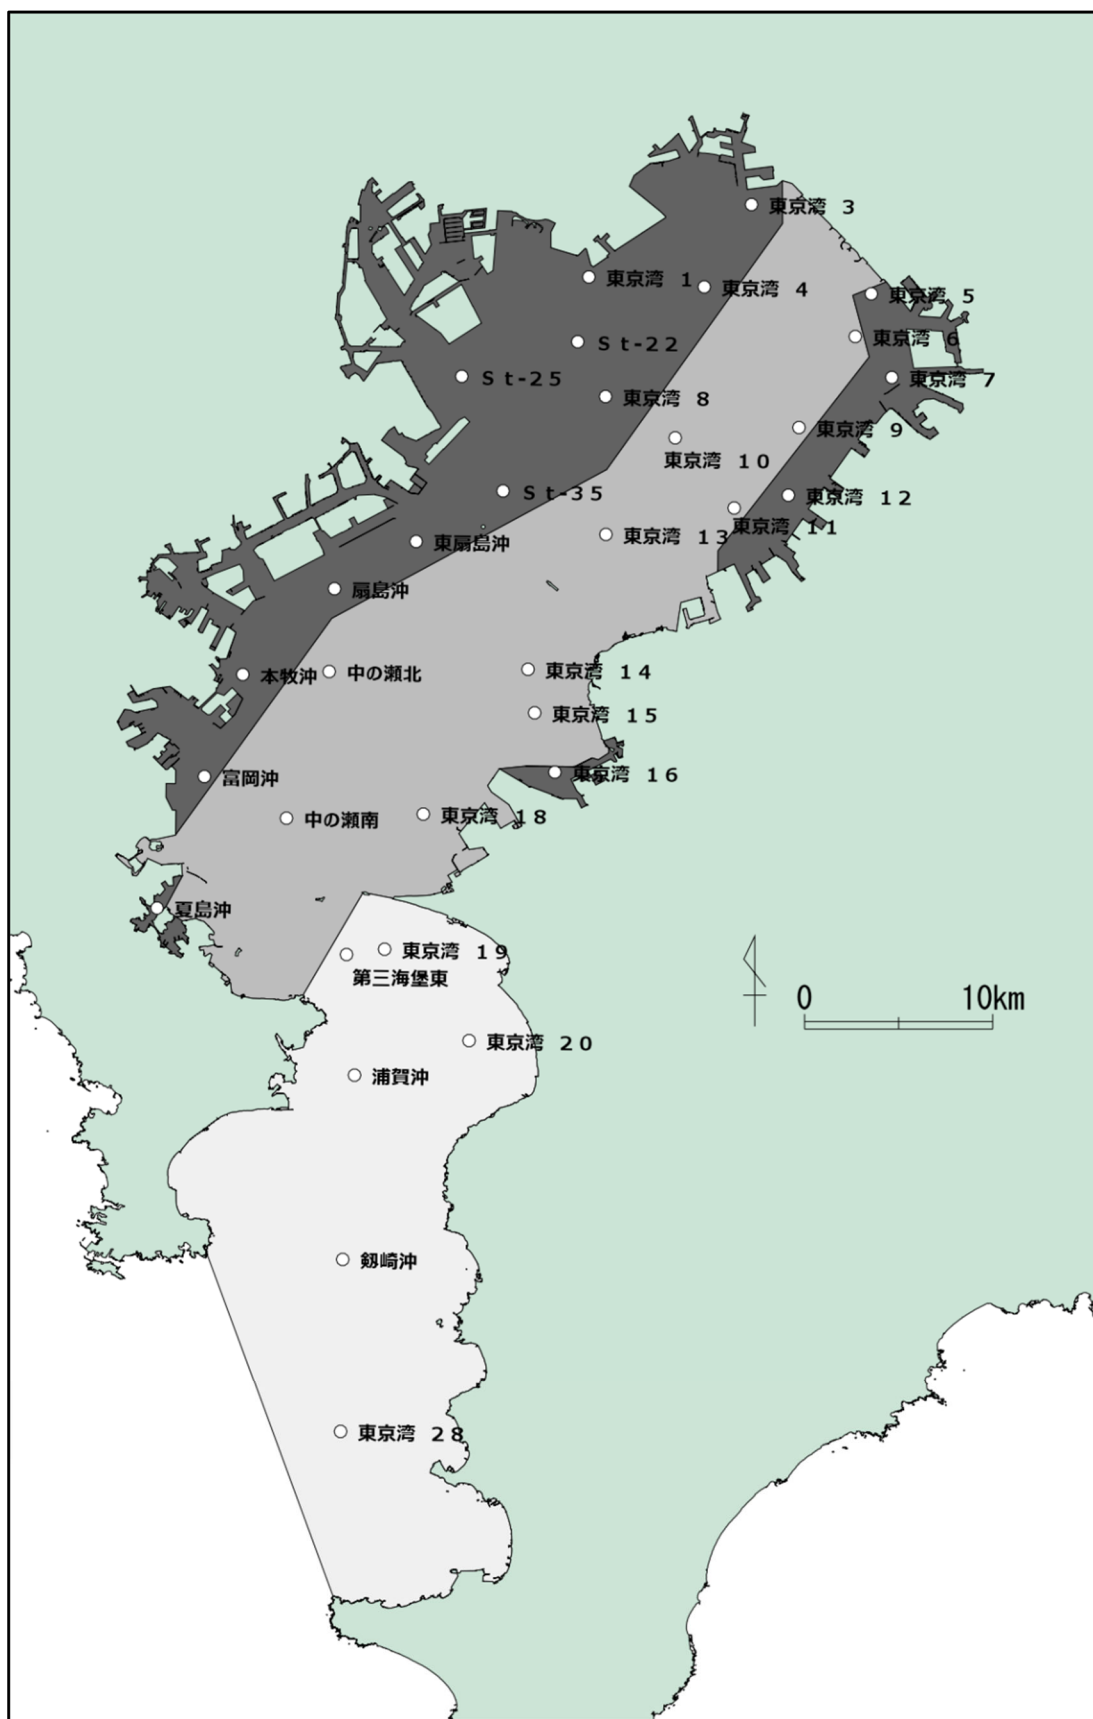 東京湾 ３
東京湾 １
東京湾 ４
東京湾 ５
東京湾 ６
Ｓｔ-22
東京湾 ７
Ｓｔ-25
東京湾 ８
東京湾 ９
東京湾 １０
Ｓｔ-35
東京湾 １２
東京湾 １１
東京湾 １３
東扇島沖
扇島沖
本牧沖
中の瀬北
東京湾 １４
東京湾 １５
富岡沖
東京湾 １６
中の瀬南
東京湾 １８
夏島沖
東京湾 １９
第三海堡東
0 10km
東京湾 ２０
浦賀沖
剱崎沖
東京湾 ２８